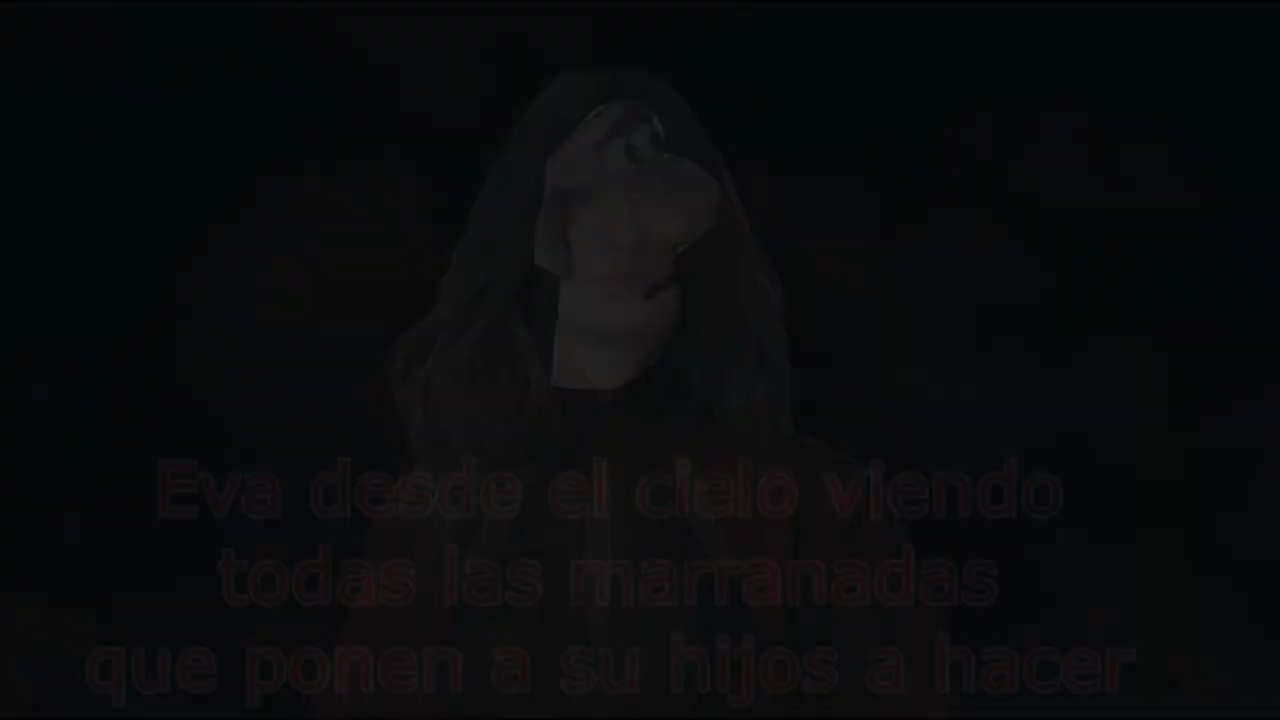 Eva desde el cielo viendo
todas las marranadas
que ponen a su hijos a hacer